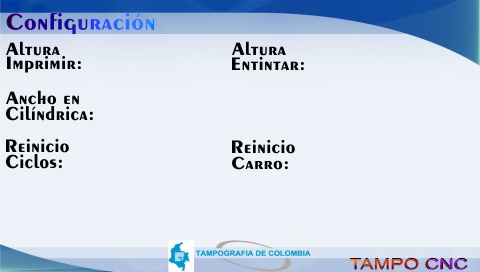 Configuración
Altura
Imprimir:
Altura
Entintar:
Ancho en
Cilíndrica:
Reinicio
Ciclos:
Reinicio
Carro:
TAMPOGRAFIA DE COLOMBIA
TAMPO CNC